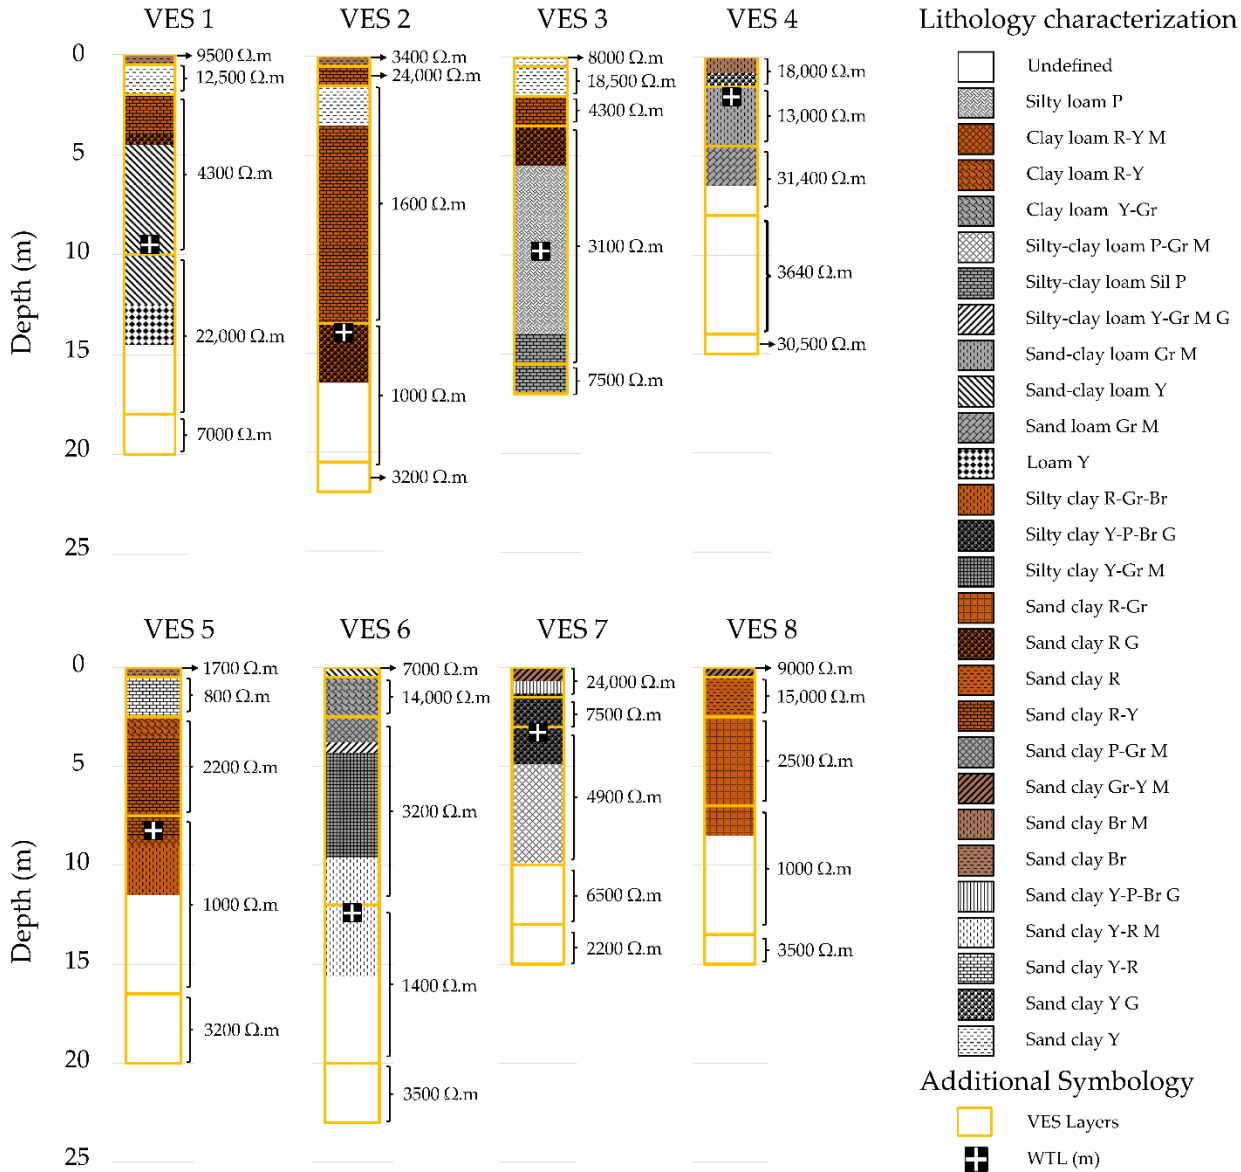 VES 1
VES 2
VES 3
VES 4
Lithology characterization
0
5
10
15
20
25
Depth (m)
9500 Ω.m
12,500 Ω.m
4300 Ω.m
22,000 Ω.m
7000 Ω.m
3400 Ω.m
24,000 Ω.m
1600 Ω.m
1000 Ω.m
3200 Ω.m
8000 Ω.m
18,500 Ω.m
4300 Ω.m
3100 Ω.m
7500 Ω.m
18,000 Ω.m
13,000 Ω.m
31,400 Ω.m
3640 Ω.m
30,500 Ω.m
VES 5
VES 6
VES 7
VES 8
0
5
10
15
20
25
Depth (m)
1700 Ω.m
800 Ω.m
2200 Ω.m
1000 Ω.m
3200 Ω.m
7000 Ω.m
14,000 Ω.m
3200 Ω.m
1400 Ω.m
3500 Ω.m
24,000 Ω.m
7500 Ω.m
4900 Ω.m
6500 Ω.m
2200 Ω.m
9000 Ω.m
15,000 Ω.m
2500 Ω.m
1000 Ω.m
3500 Ω.m
Undefined
Silty loam P
Clay loam R-Y M
Clay loam R-Y
Clay loam Y-Gr
Silty-clay loam P-Gr M
Silty-clay loam Sil P
Silty-clay loam Y-Gr M G
Sand-clay loam Gr M
Sand-clay loam Y
Sand loam Gr M
Loam Y
Silty clay R-Gr-Br
Silty clay Y-P-Br G
Silty clay Y-Gr M
Sand clay R-Gr
Sand clay R G
Sand clay R
Sand clay R-Y
Sand clay P-Gr M
Sand clay Gr-Y M
Sand clay Br M
Sand clay Br
Sand clay Y-P-Br G
Sand clay Y-R M
Sand clay Y-R
Sand clay Y G
Sand clay Y
Additional Symbology
VES Layers
WTL (m)